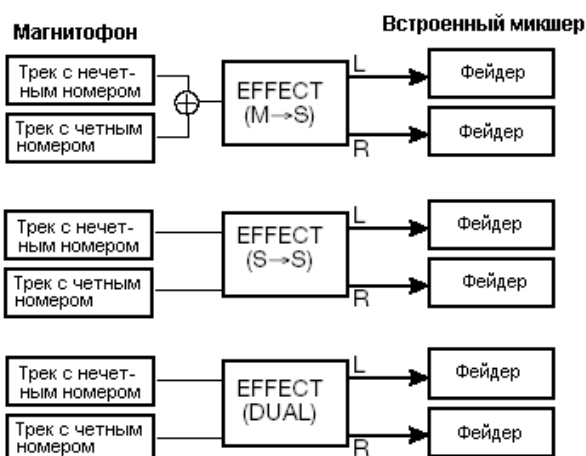 Магнитофон
Встроенный микшер
Трек с нечет-
ным номером
Трек с четным
номером
EFFECT
(M→S)
L
R
Фейдер
Фейдер
Трек с нечет-
ным номером
Трек с четным
номером
EFFECT
(S→S)
L
R
Фейдер
Фейдер
Трек с нечет-
ным номером
Трек с четным
номером
EFFECT
(DUAL)
L
R
Фейдер
Фейдер